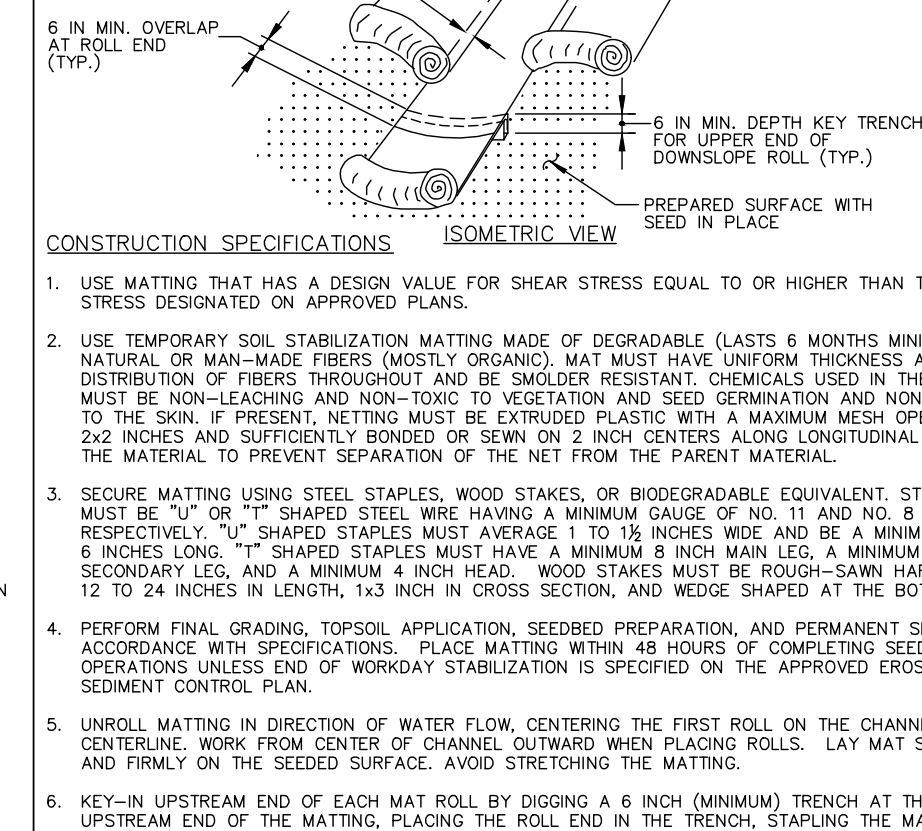 6 IN MIN. OVERLAP
AT ROLL END
(TYP.)
6 IN MIN. DEPTH KEY TRENCH
FOR UPPER END OF
DOWNSLOPE ROLL (TYP.)
PREPARED SURFACE WITH
SEED IN PLACE
ISOMETRIC VIEW
CONSTRUCTION SPECIFICATIONS
1. USE MATTING THAT HAS A DESIGN VALUE FOR SHEAR STRESS EQUAL TO OR HIGHER THAN
STRESS DESIGNATED ON APPROVED PLANS.
2. USE TEMPORARY SOIL STABILIZATION MATTING MADE OF DEGRADABLE (LASTS 6 MONTHS MINI
NATURAL OR MAN-MADE FIBERS (MOSTLY ORGANIC). MAT MUST HAVE UNIFORM THICKNESS A
DISTRIBUTION OF FIBERS THROUGHOUT AND BE SMOLDER RESISTANT. CHEMICALS USED IN THE
MUST BE NON-LEACHING AND NON-TOXIC TO VEGETATION AND SEED GERMINATION AND NON
TO THE SKIN. IF PRESENT, NETTING MUST BE EXTRUDED PLASTIC WITH A MAXIMUM MESH OPE
2x2 INCHES AND SUFFICIENTLY BONDED OR SEWN ON 2 INCH CENTERS ALONG LONGITUDINAL
THE MATERIAL TO PREVENT SEPARATION OF THE NET FROM THE PARENT MATERIAL.
3. SECURE MATTING USING STEEL STAPLES, WOOD STAKES, OR BIODEGRADABLE EQUIVALENT. ST
MUST BE "U" OR "T" SHAPED STEEL WIRE HAVING A MINIMUM GAUGE OF NO. 11 AND NO. 8
RESPECTIVELY. "U" SHAPED STAPLES MUST AVERAGE 1 TO 1½ INCHES WIDE AND BE A MINIM
6 INCHES LONG. "T" SHAPED STAPLES MUST HAVE A MINIMUM 8 INCH MAIN LEG, A MINIMUM
SECONDARY LEG, AND A MINIMUM 4 INCH HEAD. WOOD STAKES MUST BE ROUGH-SAWN HAR
N
12 TO 24 INCHES IN LENGTH, 1x3 INCH IN CROSS SECTION, AND WEDGE SHAPED AT THE BOT
4. PERFORM FINAL GRADING, TOPSOIL APPLICATION, SEEDBED PREPARATION, AND PERMANENT S
ACCORDANCE WITH SPECIFICATIONS. PLACE MATTING WITHIN 48 HOURS OF COMPLETING SEED
OPERATIONS UNLESS END OF WORKDAY STABILIZATION IS SPECIFIED ON THE APPROVED EROS
SEDIMENT CONTROL PLAN.
5. UNROLL MATTING IN DIRECTION OF WATER FLOW, CENTERING THE FIRST ROLL ON THE CHANN
CENTERLINE. WORK FROM CENTER OF CHANNEL OUTWARD WHEN PLACING ROLLS. LAY MAT S
AND FIRMLY ON THE SEEDED SURFACE. AVOID STRETCHING THE MATTING.
6. KEY-IN UPSTREAM END OF EACH MAT ROLL BY DIGGING A 6 INCH (MINIMUM) TRENCH AT TH
UPSTREAM END OF THE MATTING, PLACING THE ROLL END IN THE TRENCH, STAPLING THE MA